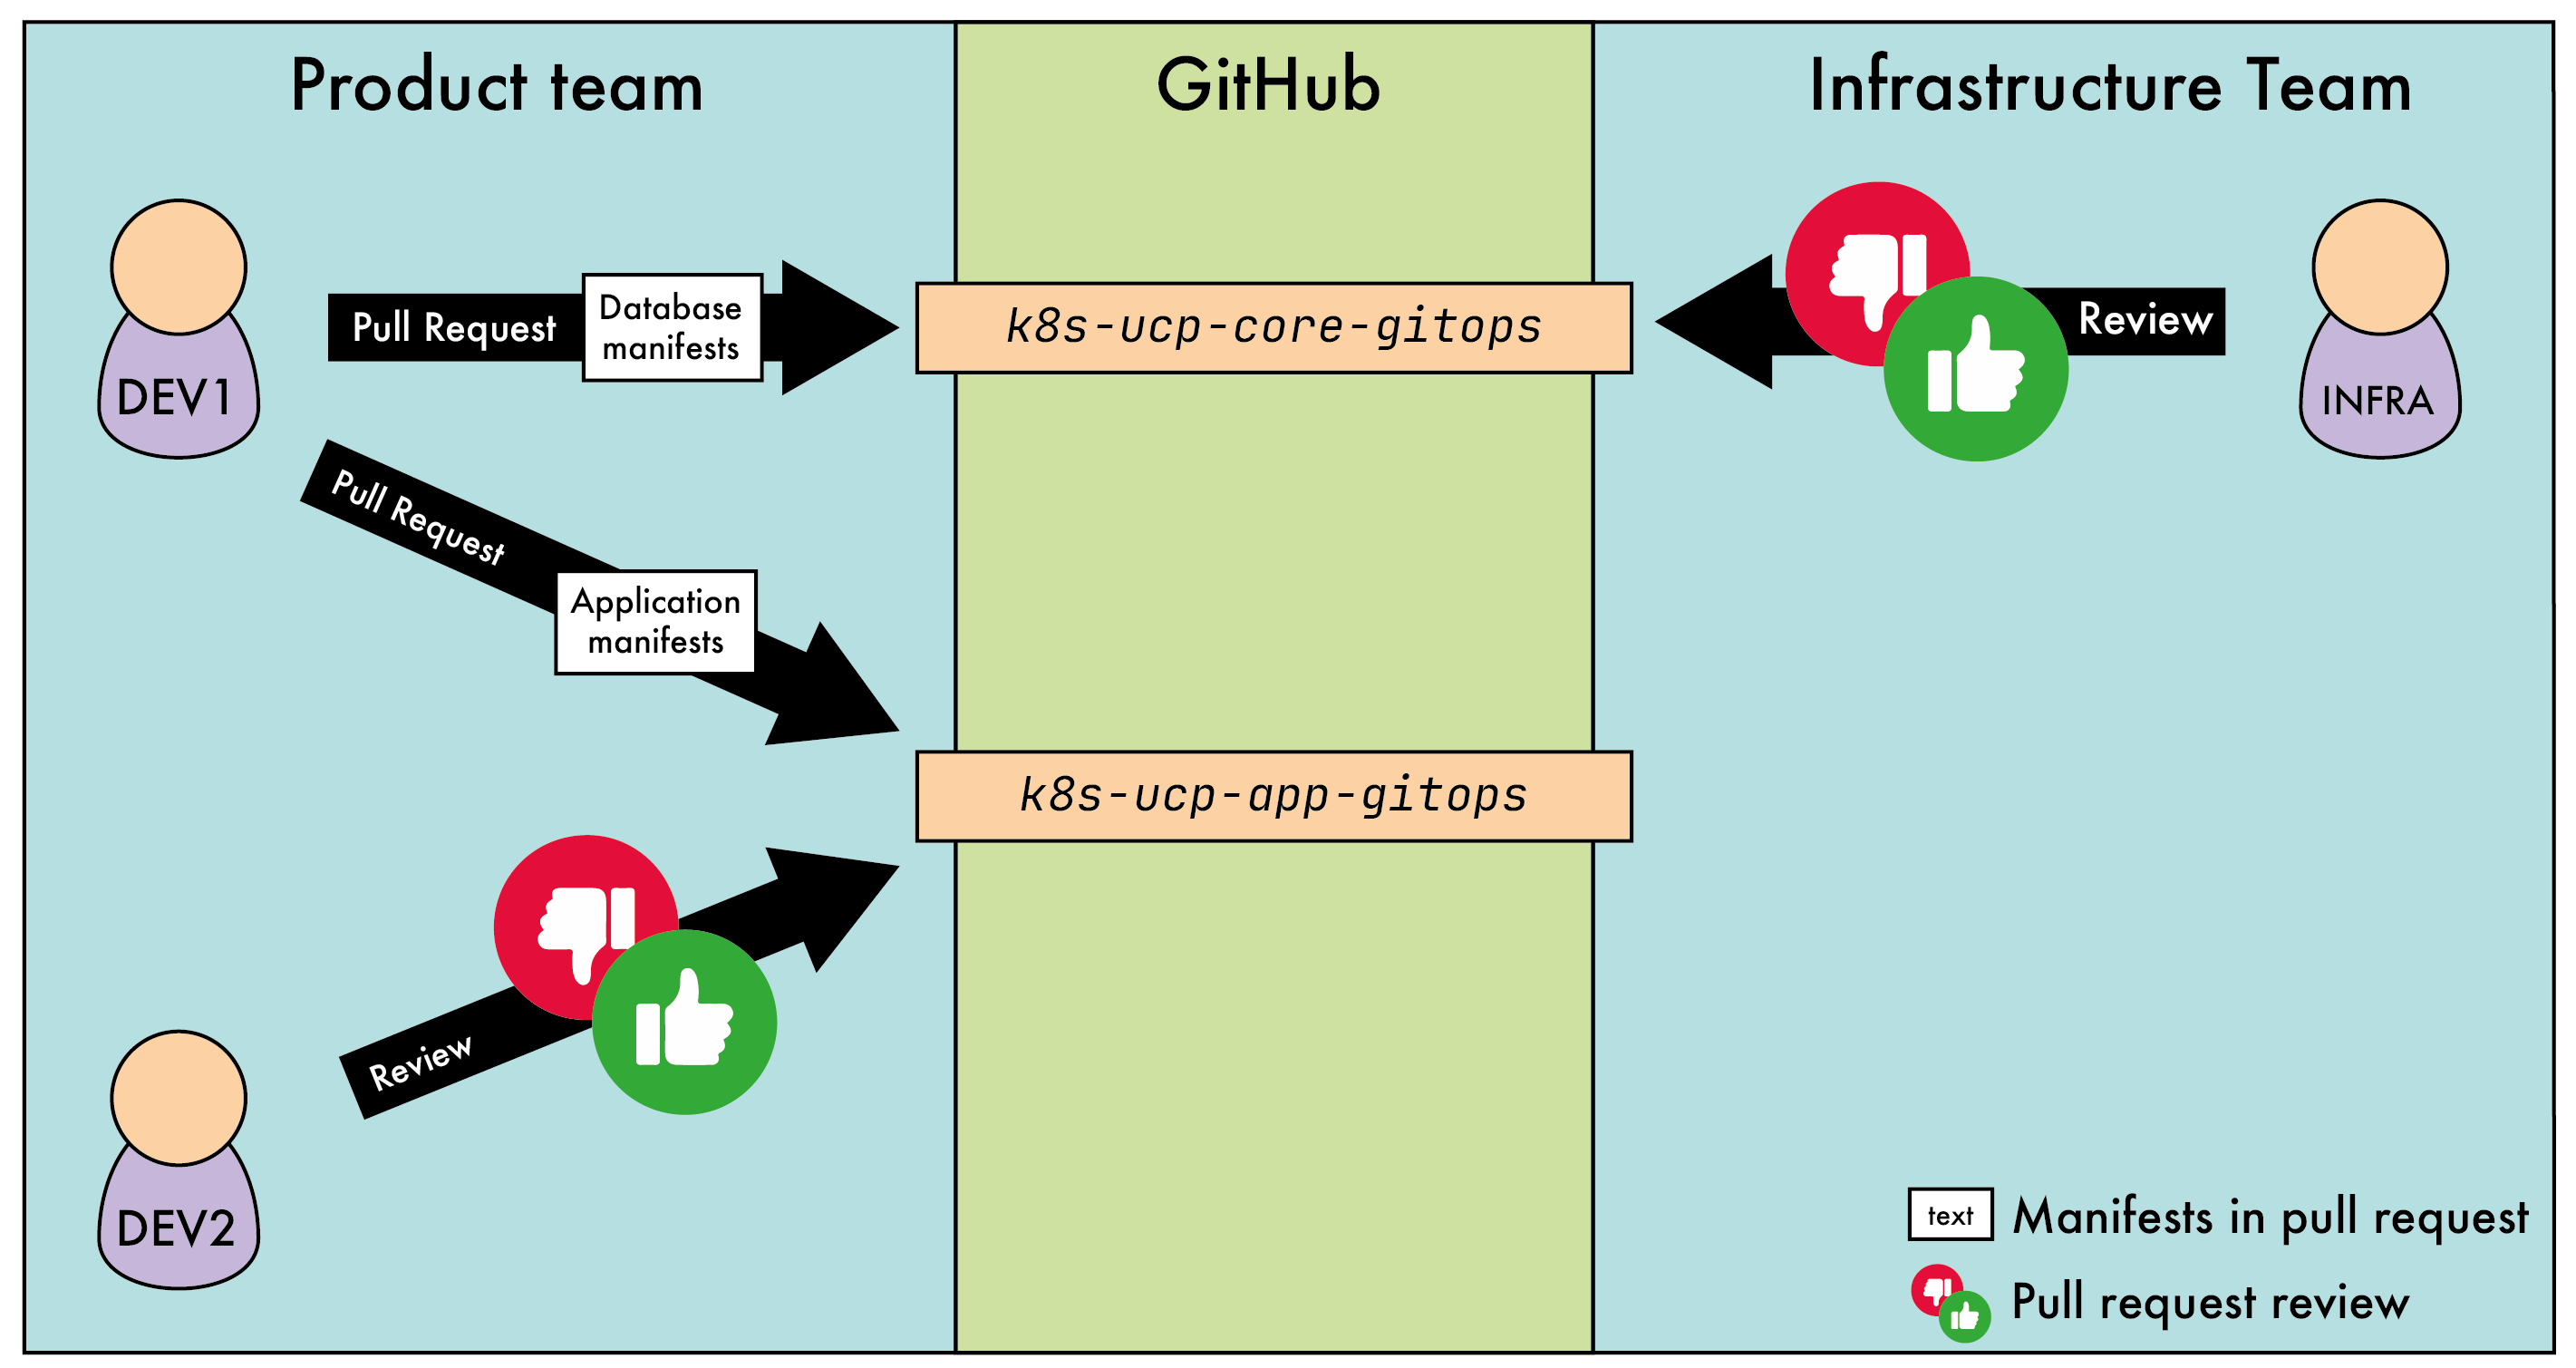 Product team
GitHub
Infrastructure Team
DEV1
Pull Request
Database
manifests
k8s-ucp-core-gitops
Review
INFRA
Pull Request
Application
manifests
k8s-ucp-app-gitops
Review
DEV2
text
Manifests in pull request
Pull request review